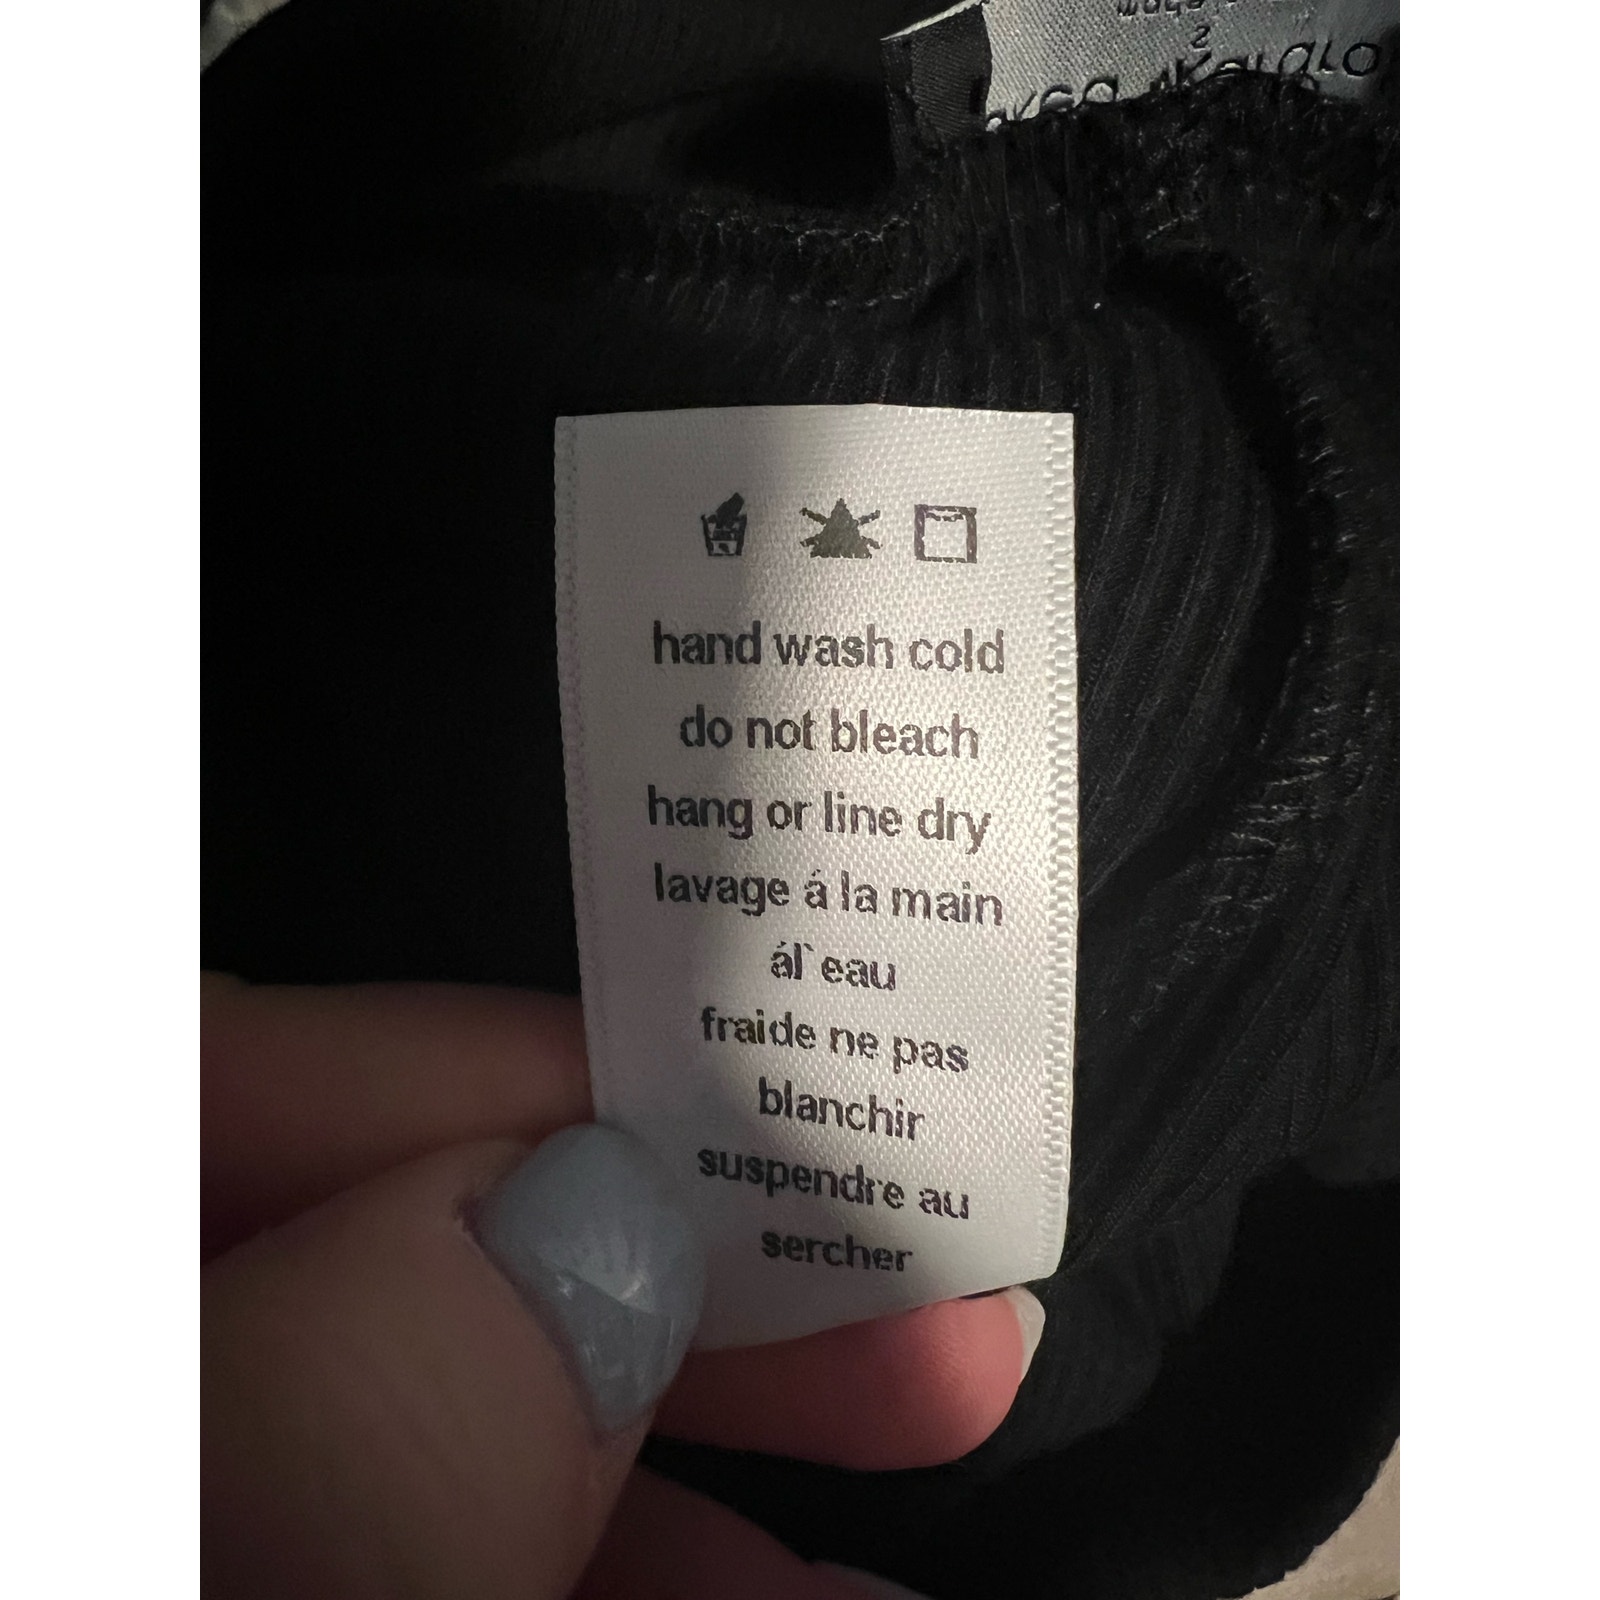 hand wash cold
do not bleach
hang or line dry
lavage á la main
ál`eau
fraide ne pas
blanchir
suspendre au
sercher